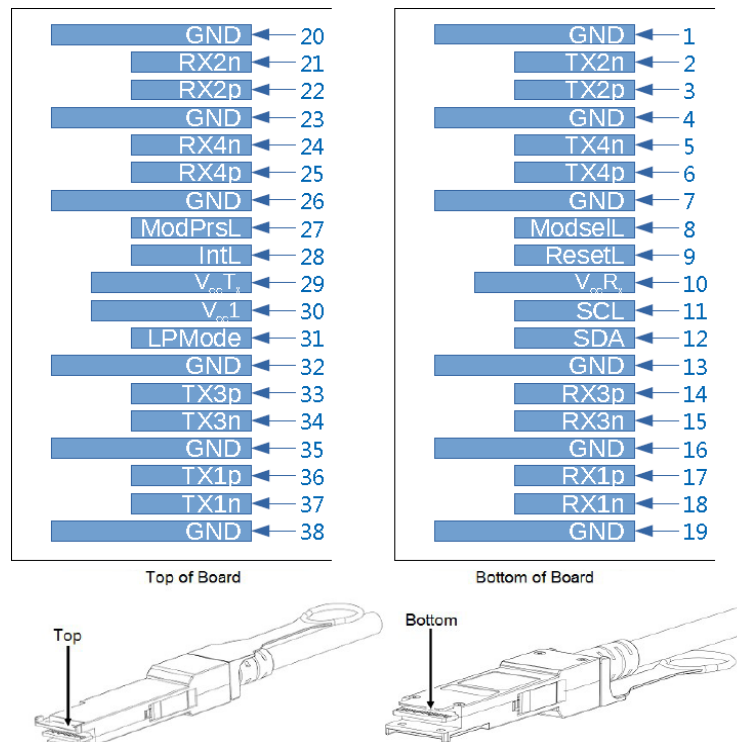 GND 20
RX2n 21
RX2p 22
GND 23
RX4n 24
RX4p 25
GND 26
ModPrsL 27
IntL 28
VccTx 29
Vcc1 30
LPMode 31
GND 32
TX3p 33
TX3n 34
GND 35
TX1p 36
TX1n 37
GND 38
Top of Board
GND 1
TX2n 2
TX2p 3
GND 4
TX4n 5
TX4p 6
GND 7
ModselL 8
ResetL 9
VccRx 10
SCL 11
SDA 12
GND 13
RX3p 14
RX3n 15
GND 16
RX1p 17
RX1n 18
GND 19
Bottom of Board
Top
Bottom